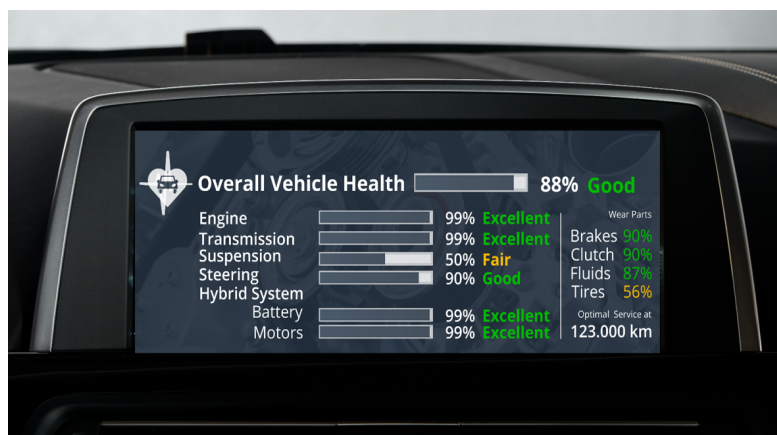 Overall Vehicle Health 88% Good
Engine 99% Excellent
Transmission 99% Excellent
Suspension 50% Fair
Steering 90% Good
Hybrid System
Battery 99% Excellent
Motors 99% Excellent
Wear Parts
Brakes 90%
Clutch 90%
Fluids 87%
Tires 56%
Optimal Service at
123.000 km